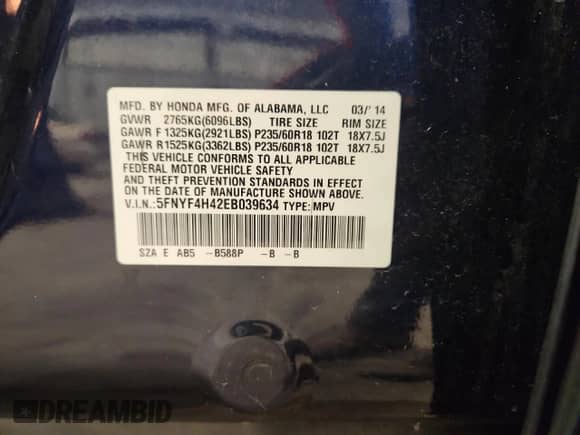 MFD. BY HONDA MFG. OF ALABAMA, LLC 03/'14
GVWR 2765KG(6096LBS) TIRE SIZE RIM SIZE
GAWR F 1325KG(2921LBS) P235/60R18 102T 18X7.5J
GAWR R1525KG(3362LBS) P235/60R18 102T 18X7.5J
THIS VEHICLE CONFORMS TO ALL APPLICABLE
FEDERAL MOTOR VEHICLE SAFETY
AND THEFT PREVENTION STANDARDS IN EFFECT
ON THE DATE OF MANUFACTURE SHOWN ABOVE.
V.I.N.:5FNYF4H42EB039634 TYPE:MPV
SZA E AB5 -B588P -B -B
DREAMBID